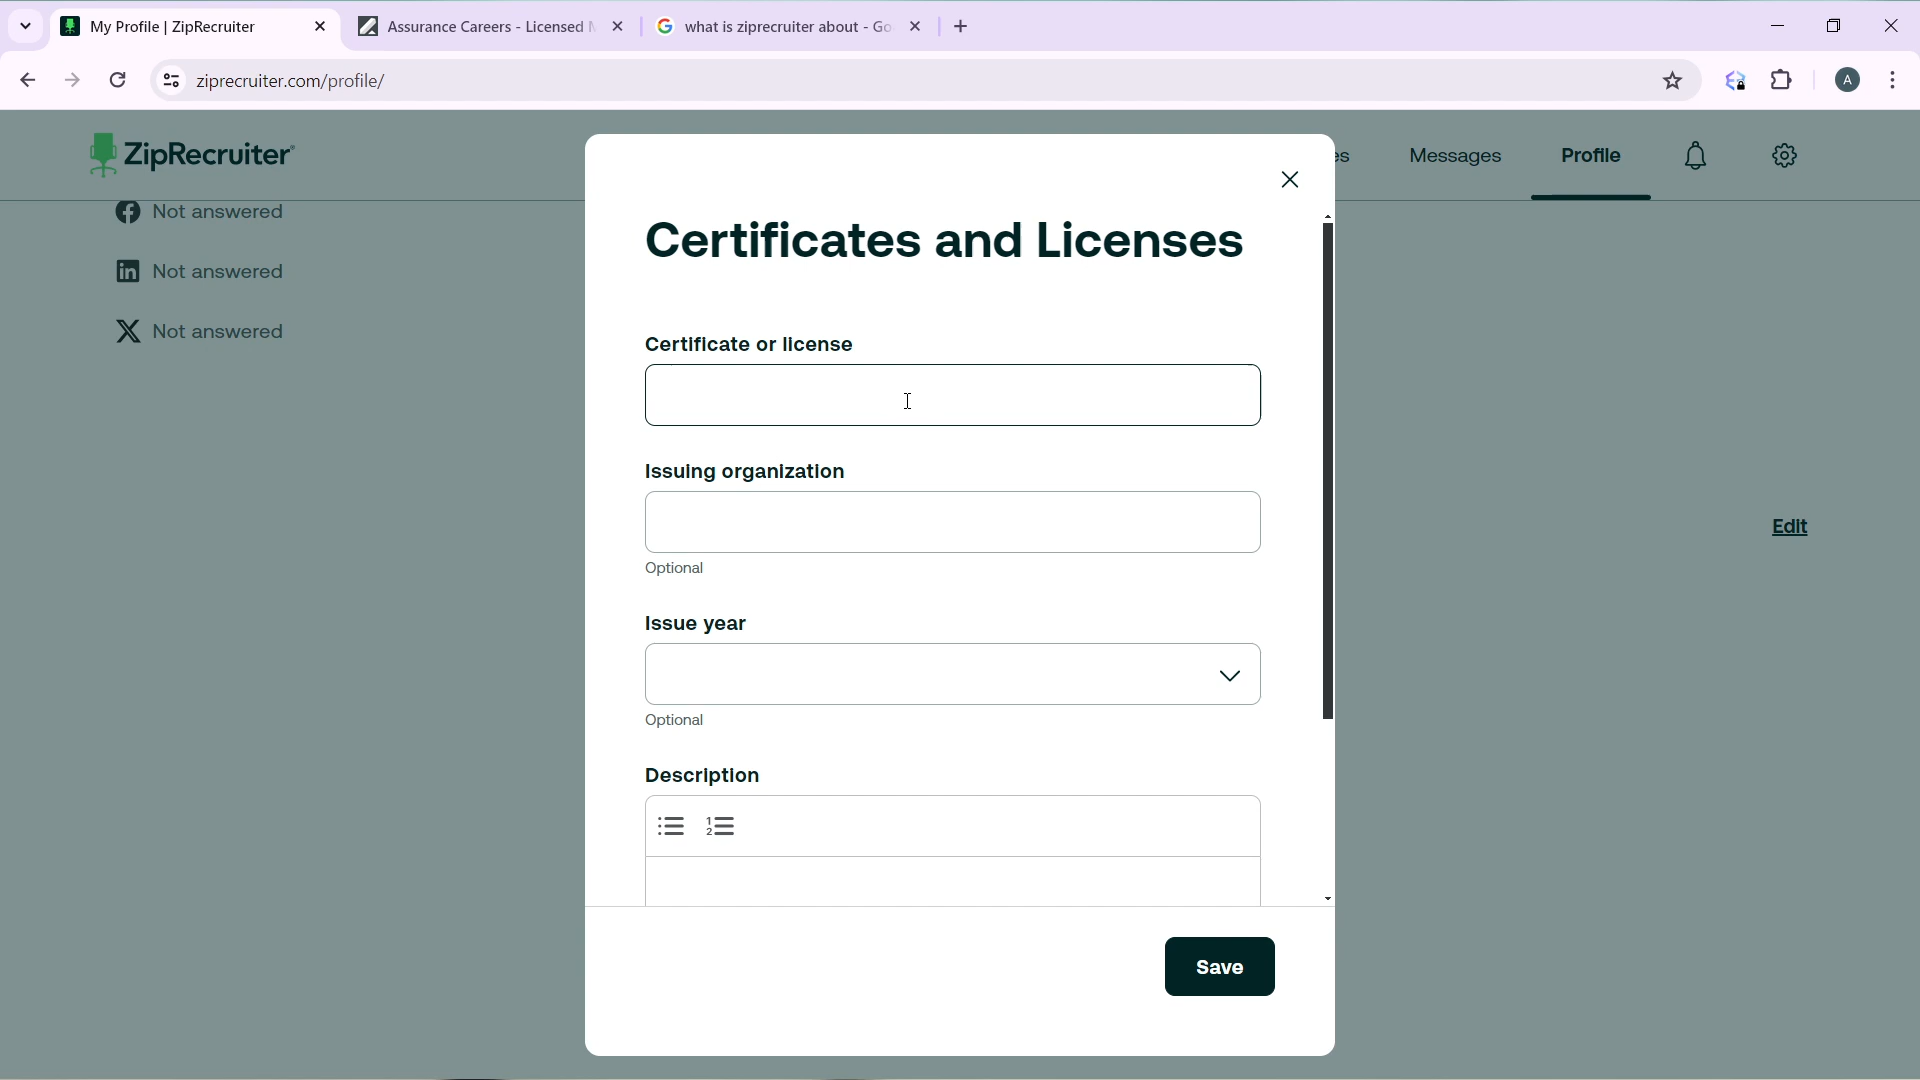 My Profile | ZipRecruiter
Assurance Careers - Licensed
what is ziprecruiter about - Go
ziprecruiter.com/profile/
A
ZipRecruiter
es
Messages
Profile
Not answered
Not answered
Not answered
Certificates and Licenses
Certificate or license
Issuing organization
Optional
Edit
Issue year
Optional
Description
Save